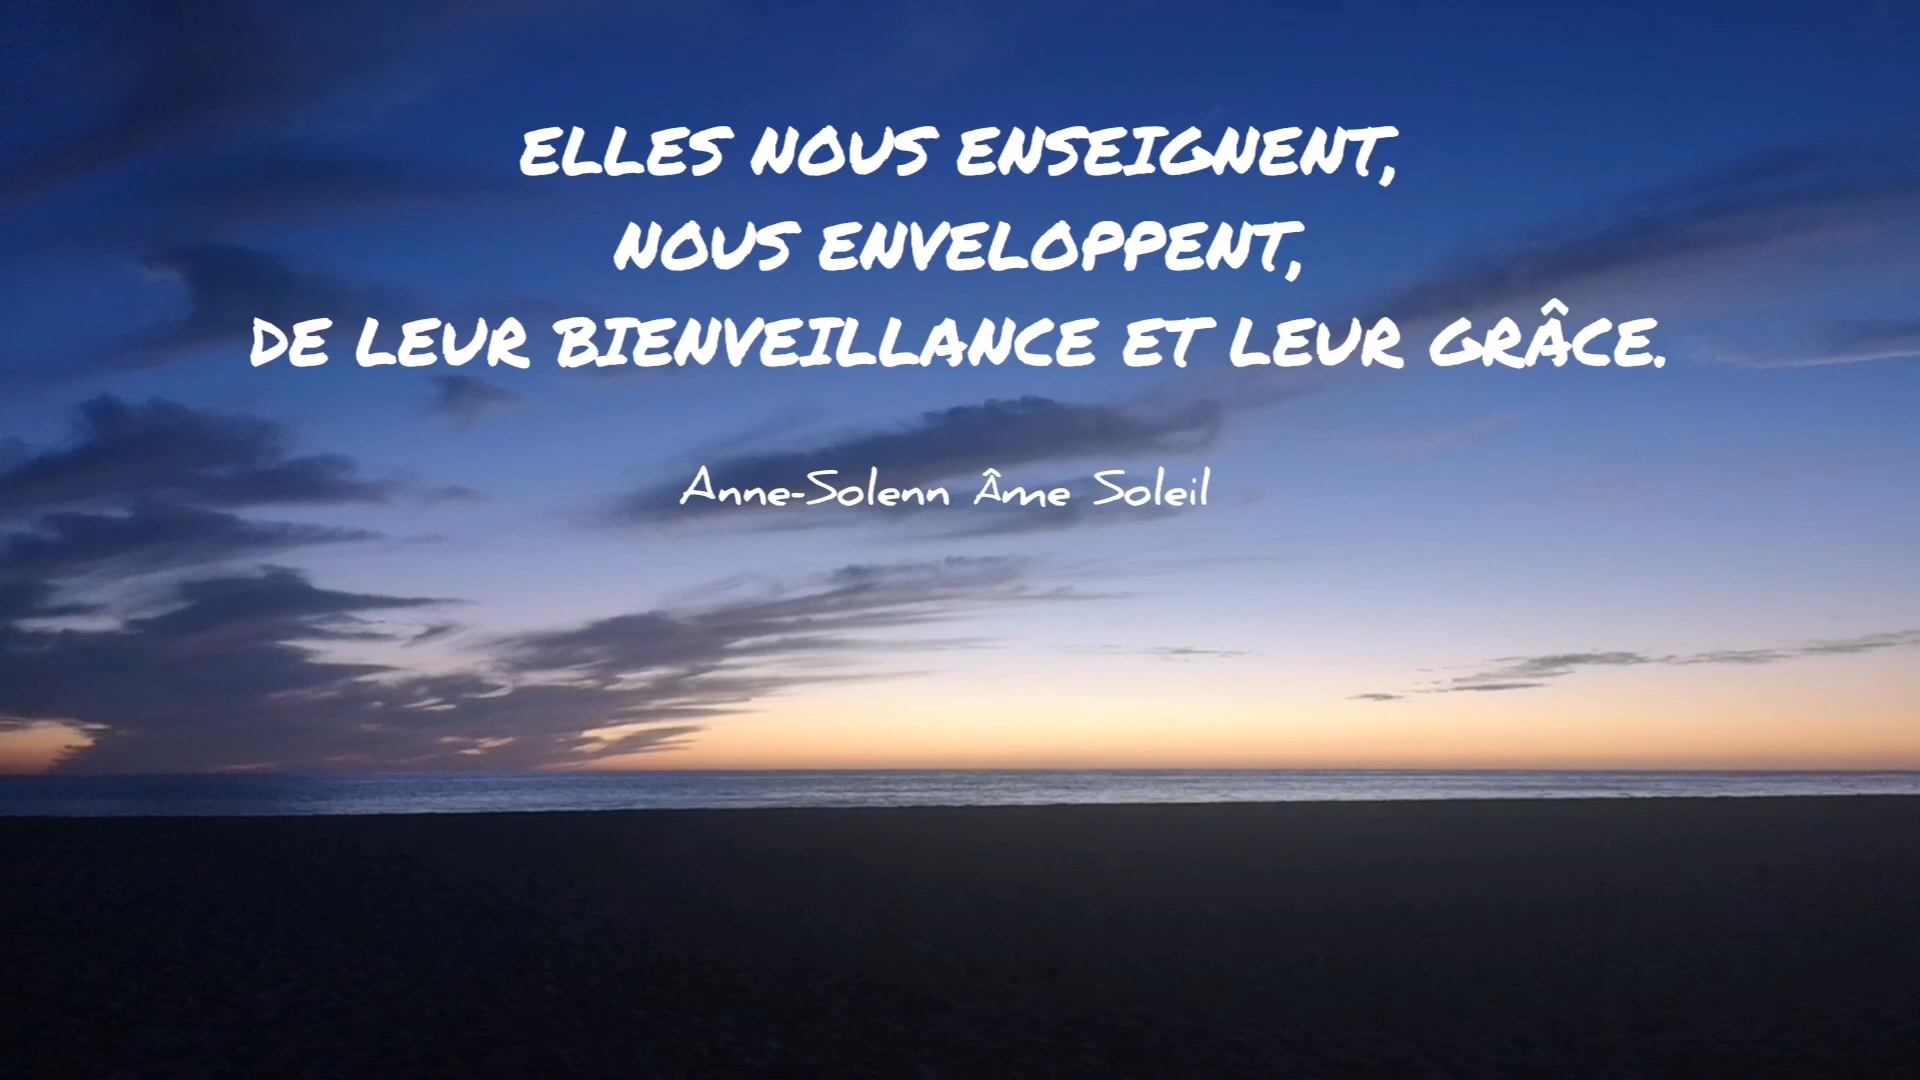 ELLES NOUS ENSEIGNENT,
NOUS ENVELOPPENT,
DE LEUR BIENVEILLANCE ET LEUR GRÂCE.
Anne-Solenn Âme Soleil